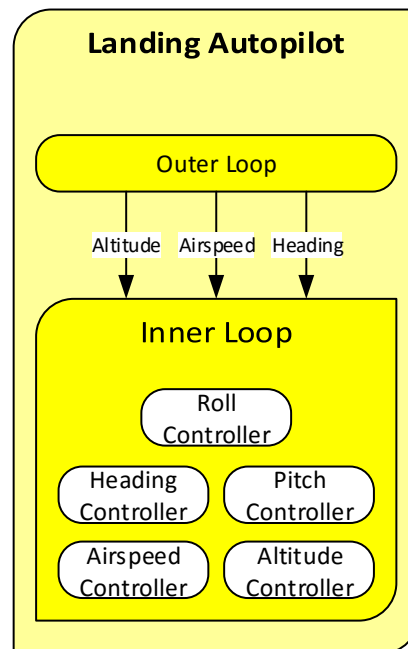 Landing Autopilot
Outer Loop
Altitude
Airspeed
Heading
Inner Loop
Roll
Controller
Heading
Controller
Pitch
Controller
Airspeed
Controller
Altitude
Controller